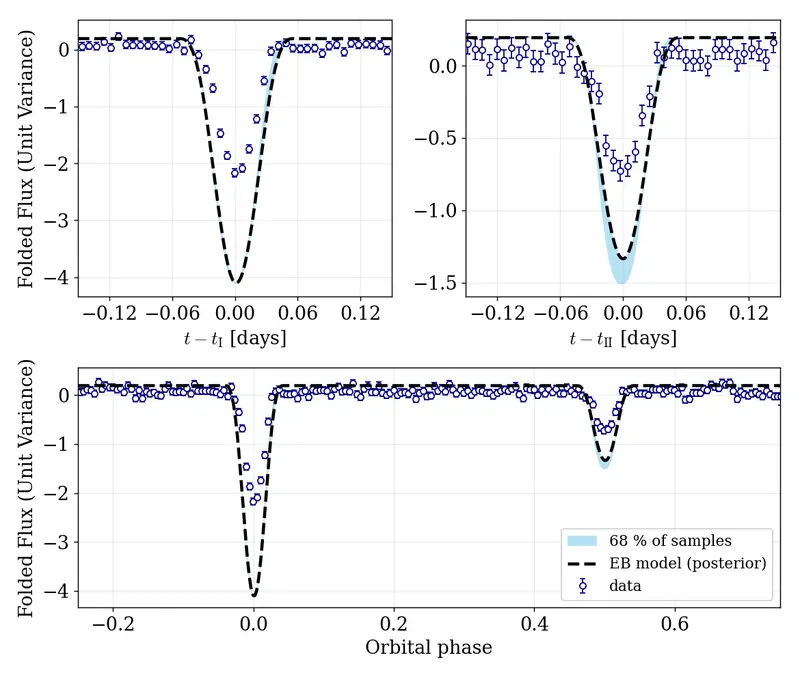 Folded Flux (Unit Variance)
0
−1
−2
−3
−4
−0.12 −0.06 0.00 0.06 0.12
t − t_I [days]
0.0
−0.5
−1.0
−1.5
−0.12 −0.06 0.00 0.06 0.12
t − t_II [days]
Folded Flux (Unit Variance)
0
−1
−2
−3
−4
−0.2 0.0 0.2 0.4 0.6
Orbital phase
68 % of samples
EB model (posterior)
data